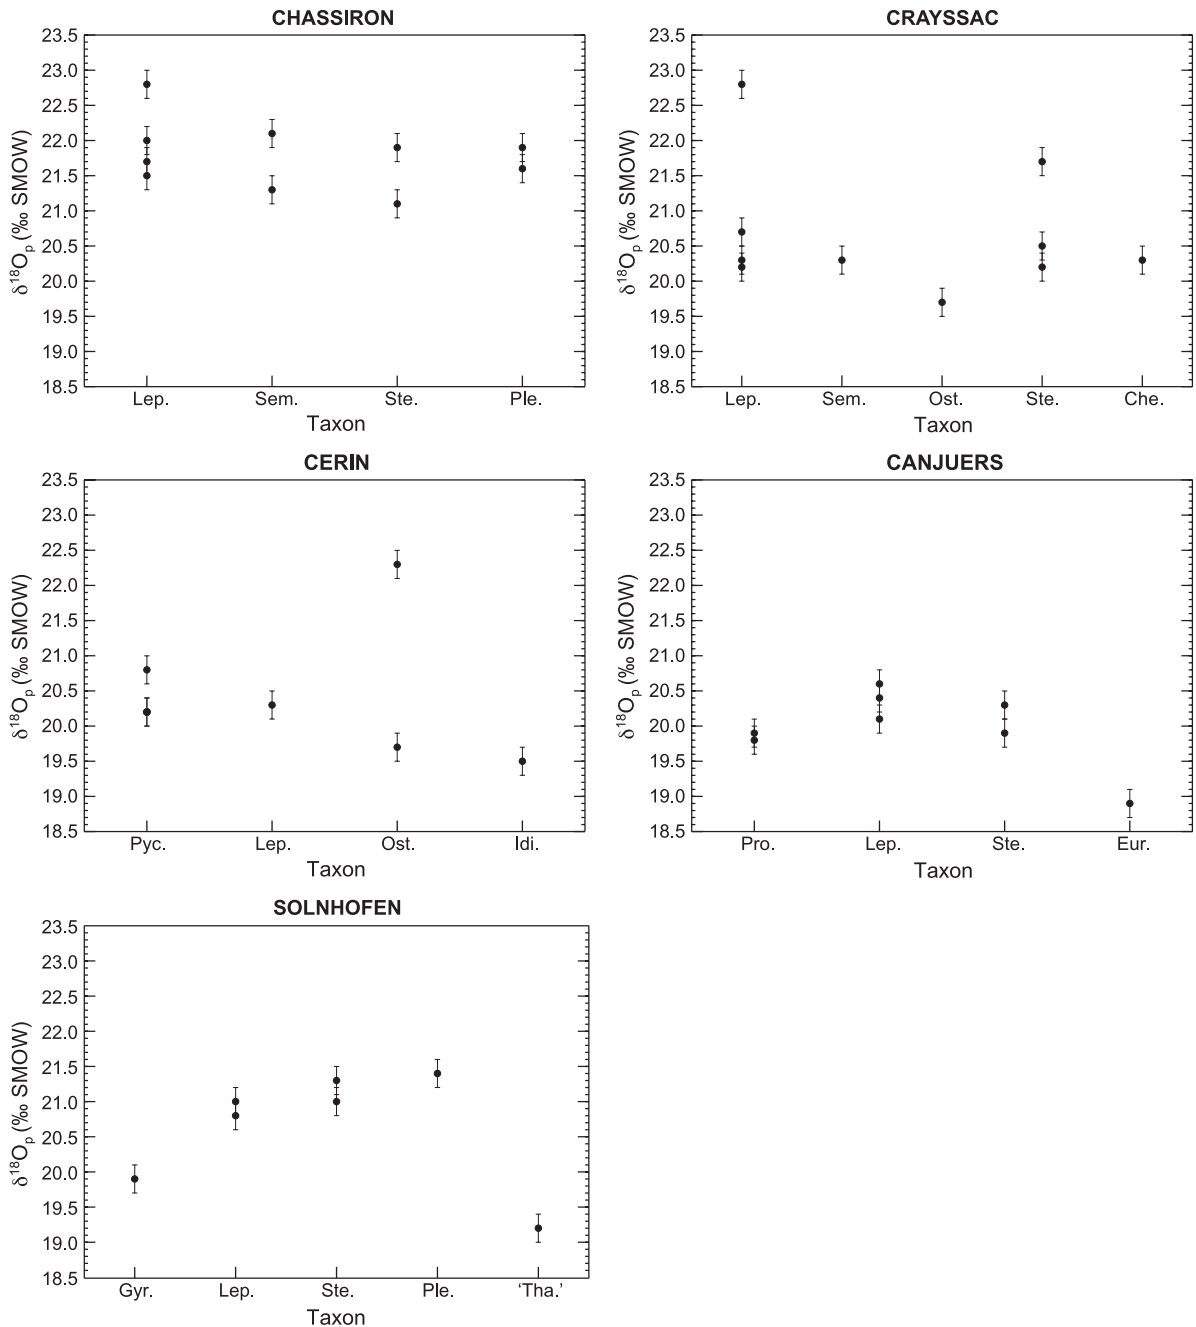 CHASSIRON
23.5
23.0
22.5
22.0
21.5
21.0
20.5
20.0
19.5
19.0
18.5
δ18Op (‰ SMOW)
Lep. Sem. Ste. Ple.
Taxon
CRAYSSAC
23.5
23.0
22.5
22.0
21.5
21.0
20.5
20.0
19.5
19.0
18.5
δ18Op (‰ SMOW)
Lep. Sem. Ost. Ste. Che.
Taxon
CERIN
23.5
23.0
22.5
22.0
21.5
21.0
20.5
20.0
19.5
19.0
18.5
δ18Op (‰ SMOW)
Pyc. Lep. Ost. Idi.
Taxon
CANJUERS
23.5
23.0
22.5
22.0
21.5
21.0
20.5
20.0
19.5
19.0
18.5
δ18Op (‰ SMOW)
Pro. Lep. Ste. Eur.
Taxon
SOLNHOFEN
23.5
23.0
22.5
22.0
21.5
21.0
20.5
20.0
19.5
19.0
18.5
δ18Op (‰ SMOW)
Gyr. Lep. Ste. Ple. ‘Tha.’
Taxon